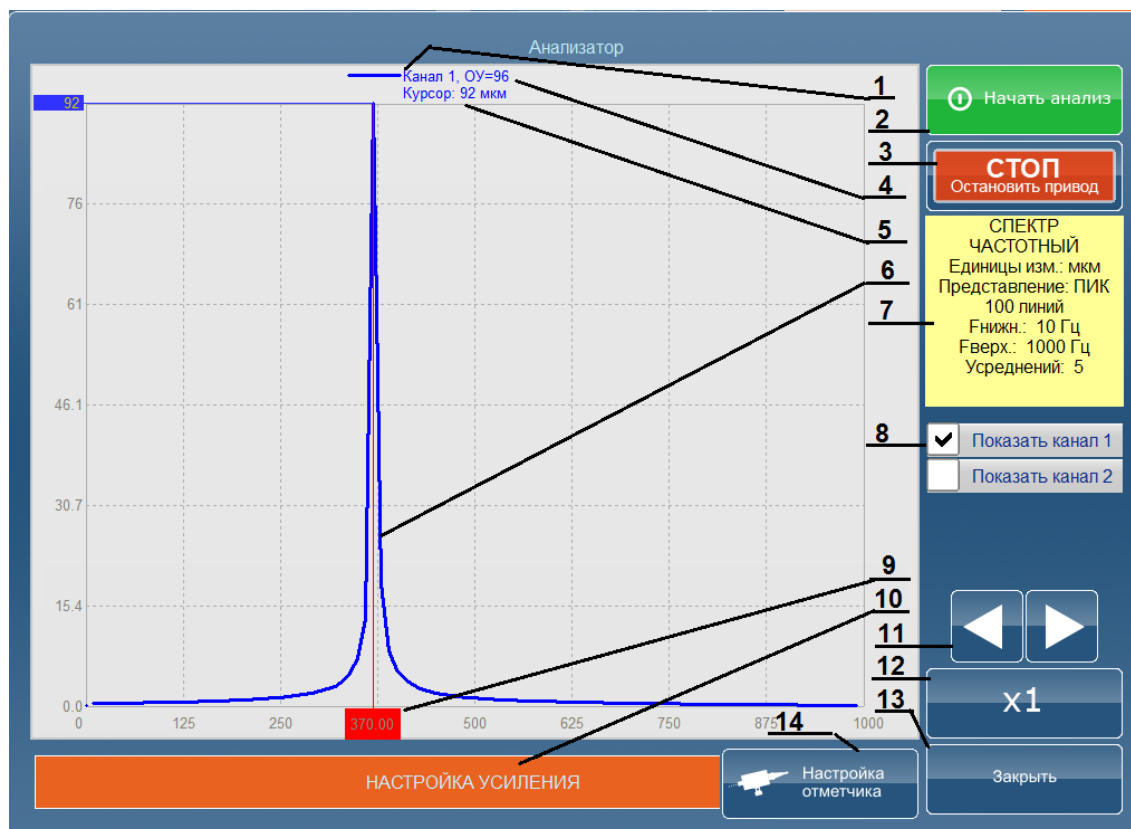 Анализатор
Канал 1, ОУ=96
Курсор: 92 мкм
92
76
61
46.1
30.7
15.4
0.0
0
125
250
370.00
500
625
750
875
1000
НАСТРОЙКА УСИЛЕНИЯ
1
2
3
4
5
6
7
8
9
10
11
12
13
14
Начать анализ
СТОП
Остановить привод
СПЕКТР
ЧАСТОТНЫЙ
Единицы изм.: мкм
Представление: ПИК
100 линий
Fнижн.: 10 Гц
Fверх.: 1000 Гц
Усреднений: 5
Показать канал 1
Показать канал 2
x1
Настройка
отметчика
Закрыть